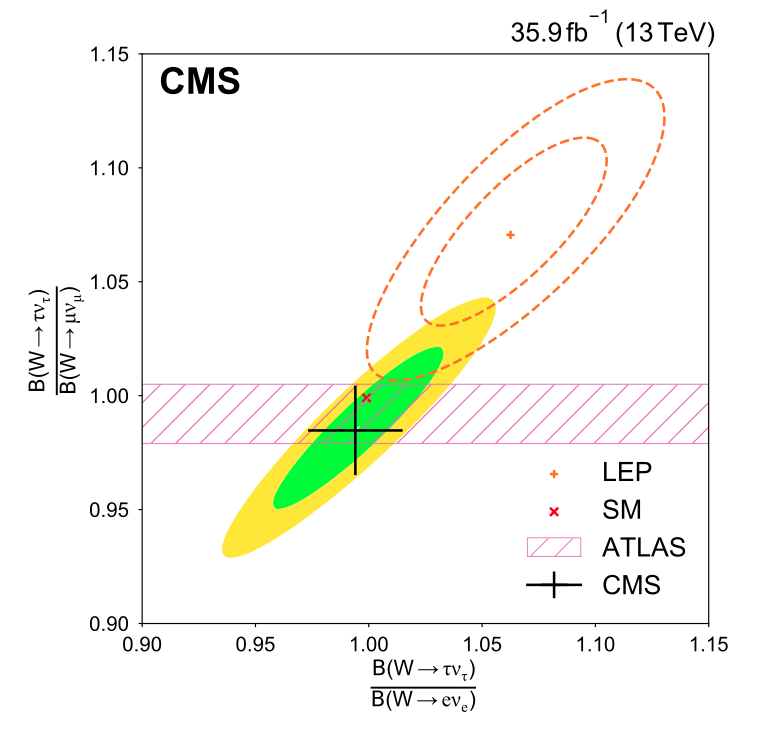 35.9 fb⁻¹ (13 TeV)
CMS
1.15
1.10
1.05
1.00
0.95
0.90
B(W → τν_τ)
B(W → μν_μ)
LEP
SM
ATLAS
CMS
0.90 0.95 1.00 1.05 1.10 1.15
B(W → τν_τ)
B(W → eν_e)